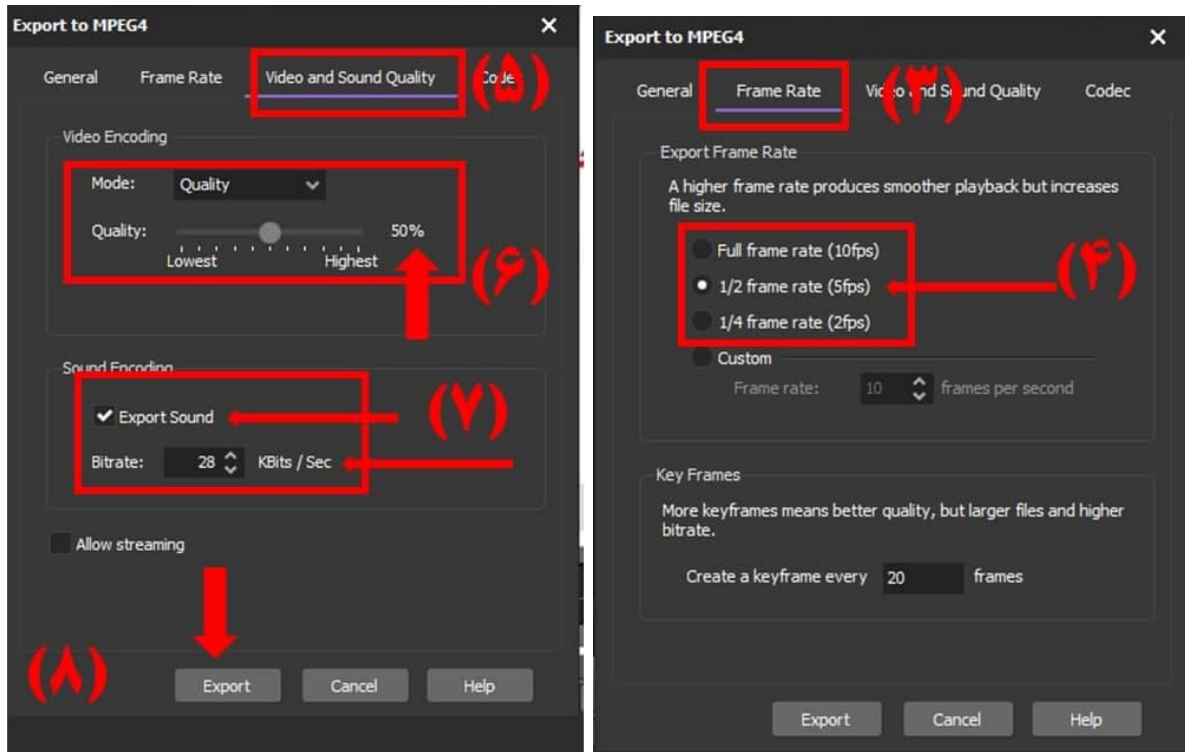 Export to MPEG4
General Frame Rate Video and Sound Quality Codec
(۵)
Video Encoding
Mode: Quality
Quality: 50%
Lowest Highest
(۶)
Sound Encoding
Export Sound
(۷)
Bitrate: 28 KBits / Sec
Allow streaming
(۸)
Export Cancel Help
Export to MPEG4
General Frame Rate Video and Sound Quality Codec
(۳)
Export Frame Rate
A higher frame rate produces smoother playback but increases
file size.
Full frame rate (10fps)
1/2 frame rate (5fps)
(۴)
1/4 frame rate (2fps)
Custom
Frame rate: 10 frames per second
Key Frames
More keyframes means better quality, but larger files and higher
bitrate.
Create a keyframe every 20 frames
Export Cancel Help